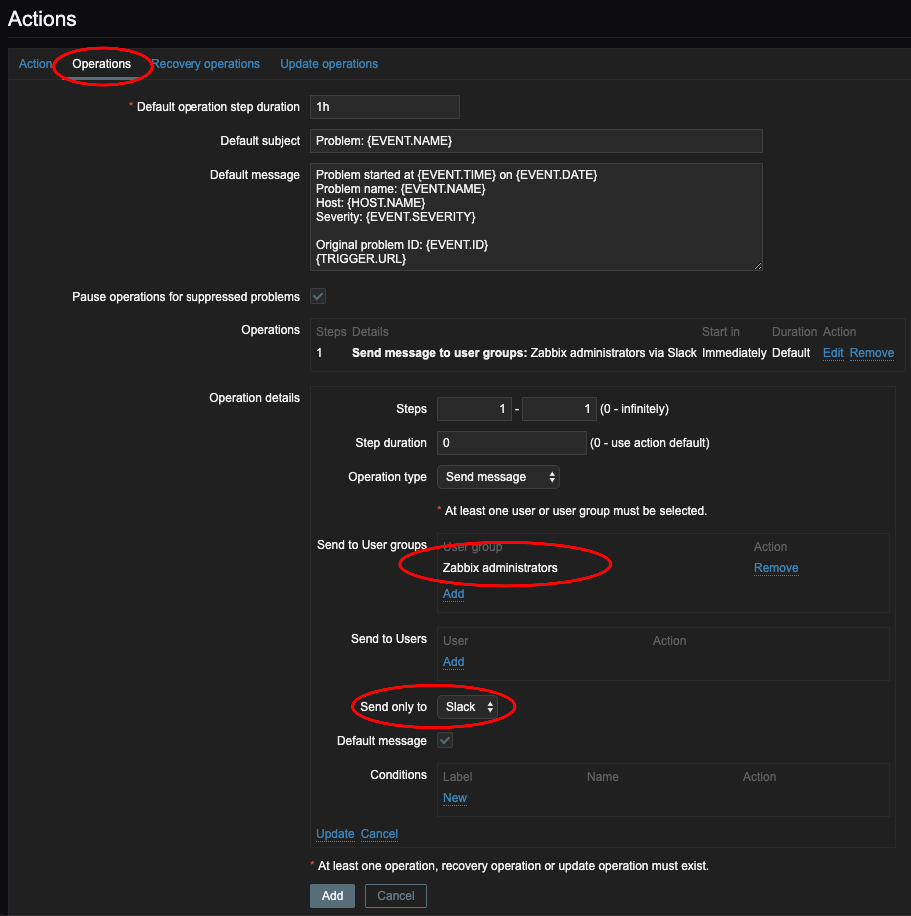 Actions
Action Operations Recovery operations Update operations
* Default operation step duration 1h
Default subject Problem: {EVENT.NAME}
Default message Problem started at {EVENT.TIME} on {EVENT.DATE}
Problem name: {EVENT.NAME}
Host: {HOST.NAME}
Severity: {EVENT.SEVERITY}
Original problem ID: {EVENT.ID}
{TRIGGER.URL}
Pause operations for suppressed problems
Operations Steps Details Start in Duration Action
1 Send message to user groups: Zabbix administrators via Slack Immediately Default Edit Remove
Operation details
Steps 1 - 1 (0 - infinitely)
Step duration 0 (0 - use action default)
Operation type Send message
* At least one user or user group must be selected.
Send to User groups User group Action
Zabbix administrators Remove
Add
Send to Users User Action
Add
Send only to Slack
Default message
Conditions Label Name Action
New
Update Cancel
* At least one operation, recovery operation or update operation must exist.
Add Cancel